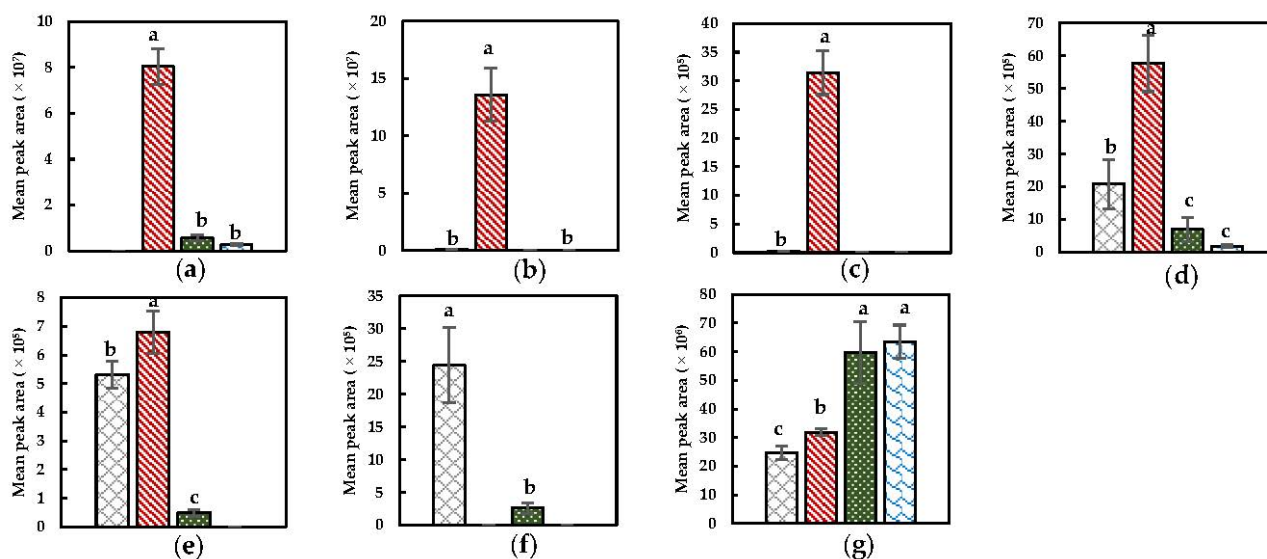 Mean peak area ( × 10⁷)
10
8
6
4
2
0
a
b
b
(a)
Mean peak area ( × 10⁷)
20
15
10
5
0
b
a
b
(b)
Mean peak area ( × 10⁵)
40
35
30
25
20
15
10
5
0
b
a
(c)
Mean peak area ( × 10⁵)
70
60
50
40
30
20
10
0
b
a
c
c
(d)
Mean peak area ( × 10⁵)
8
7
6
5
4
3
2
1
0
b
a
c
(e)
Mean peak area ( × 10⁵)
35
30
25
20
15
10
5
0
a
b
(f)
Mean peak area ( × 10⁶)
80
70
60
50
40
30
20
10
0
c
b
a
a
(g)